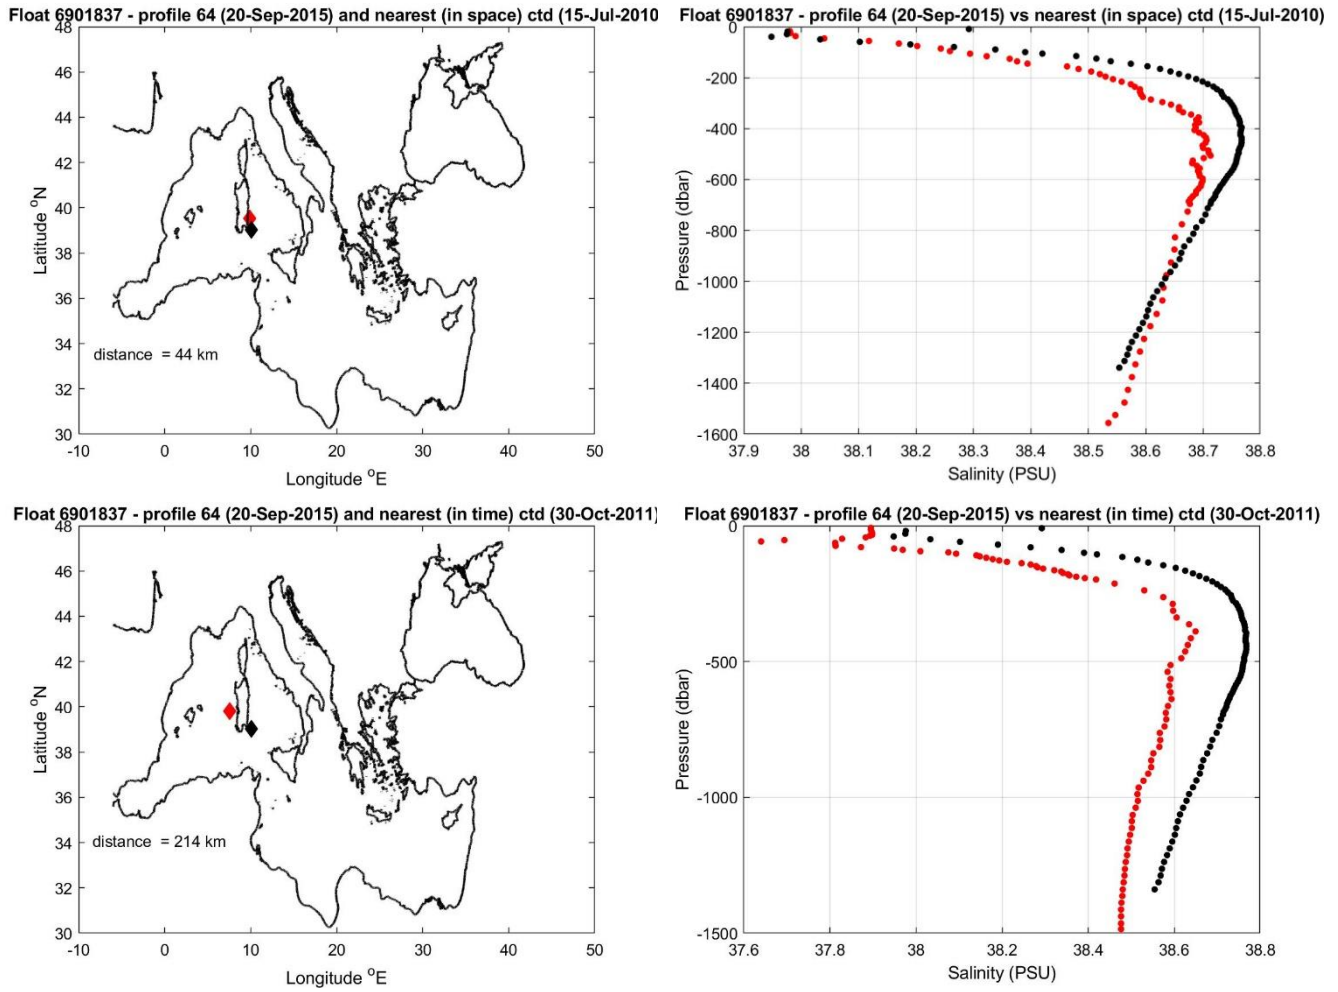 Float 6901837 - profile 64 (20-Sep-2015) and nearest (in space) ctd (15-Jul-2010
48
46
44
42
40
38
36
34
32
30
Latitude °N
distance = 44 km
-10 0 10 20 30 40 50
Longitude °E
Float 6901837 - profile 64 (20-Sep-2015) vs nearest (in space) ctd (15-Jul-2010)
0
-200
-400
-600
-800
-1000
-1200
-1400
-1600
Pressure (dbar)
37.9 38 38.1 38.2 38.3 38.4 38.5 38.6 38.7 38.8
Salinity (PSU)
Float 6901837 - profile 64 (20-Sep-2015) and nearest (in time) ctd (30-Oct-2011)
48
46
44
42
40
38
36
34
32
30
Latitude °N
distance = 214 km
-10 0 10 20 30 40 50
Longitude °E
Float 6901837 - profile 64 (20-Sep-2015) vs nearest (in time) ctd (30-Oct-2011)
0
-500
-1000
-1500
Pressure (dbar)
37.6 37.8 38 38.2 38.4 38.6 38.8
Salinity (PSU)